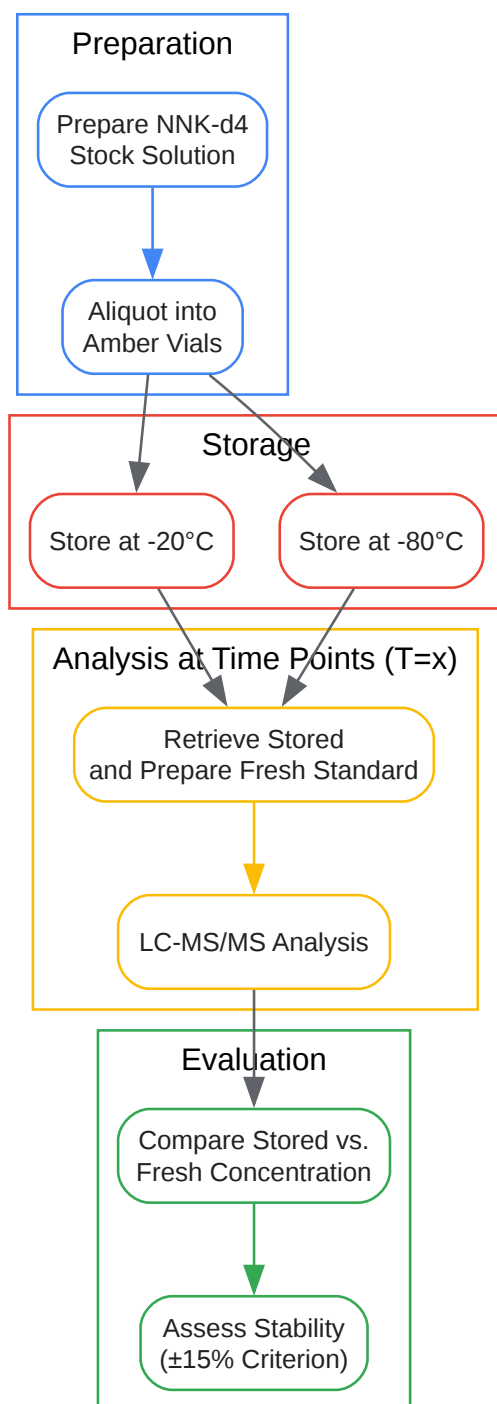 Preparation
Prepare NNK-d4
Stock Solution
Aliquot into
Amber Vials
Storage
Store at -20°C
Store at -80°C
Analysis at Time Points (T=x)
Retrieve Stored
and Prepare Fresh Standard
LC-MS/MS Analysis
Evaluation
Compare Stored vs.
Fresh Concentration
Assess Stability
(±15% Criterion)